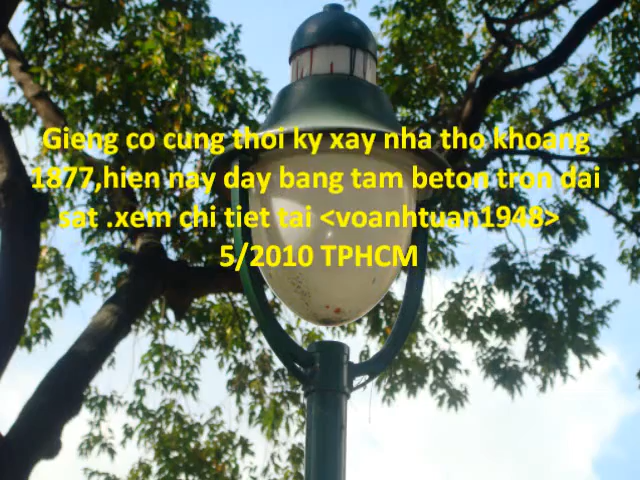 Gieng co cung thoi ky xay nha tho khoang
1877,hien nay day bang tam beton tron dai
sat .xem chi tiet tai <voanhtuan1948>
5/2010 TPHCM